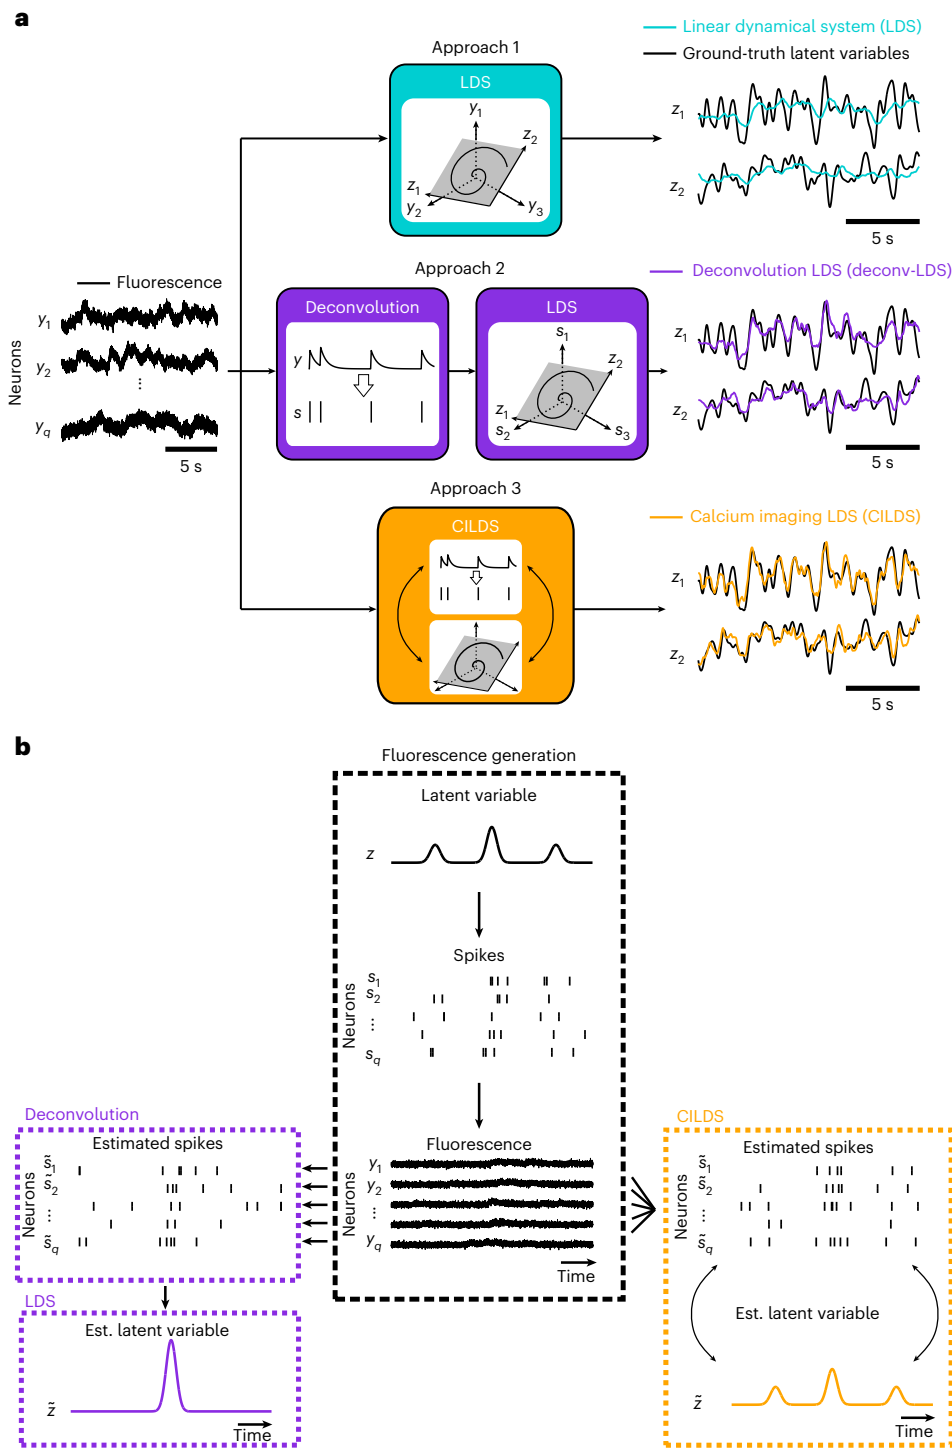 a
Linear dynamical system (LDS)
Ground-truth latent variables
Approach 1
LDS
y1
z2
z1
y2
y3
z1
z2
5 s
Approach 2
Deconvolution LDS (deconv-LDS)
Fluorescence
Neurons
y1
y2
⋮
yq
5 s
Deconvolution
y
s
LDS
s1
z2
z1
s2
s3
z1
z2
5 s
Approach 3
CILDS
Calcium imaging LDS (CILDS)
z1
z2
5 s
b
Fluorescence generation
Latent variable
z
Spikes
Neurons
s1
s2
⋮
sq
Fluorescence
Neurons
y1
y2
⋮
yq
Time
Deconvolution
Estimated spikes
Neurons
s̃1
s̃2
⋮
s̃q
LDS
Est. latent variable
z̃
Time
CILDS
Estimated spikes
Neurons
s̃1
s̃2
⋮
s̃q
Est. latent variable
z̃
Time